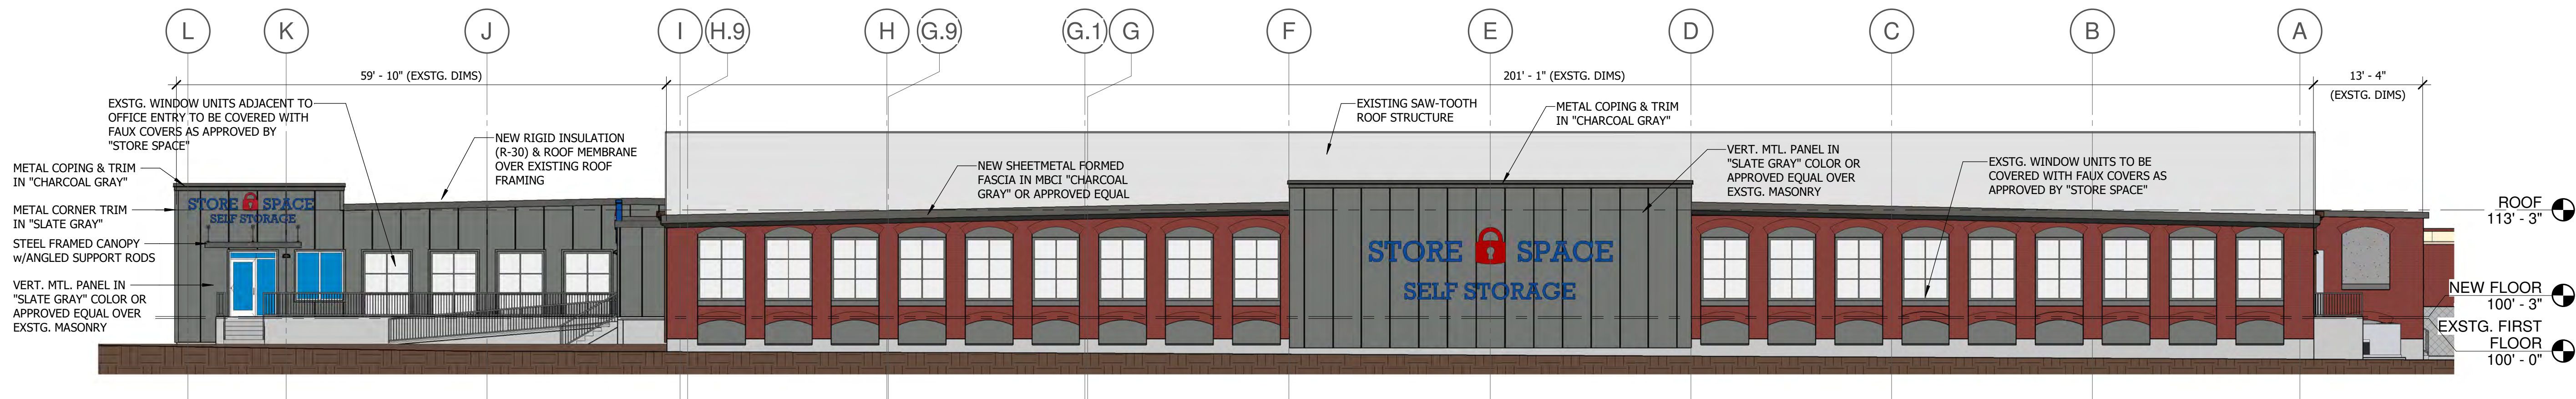 L K J I H.9 H G.9 G.1 G F E D C B A
59' - 10" (EXSTG. DIMS)
201' - 1" (EXSTG. DIMS)
13' - 4"
(EXSTG. DIMS)
EXSTG. WINDOW UNITS ADJACENT TO
OFFICE ENTRY TO BE COVERED WITH
FAUX COVERS AS APPROVED BY
"STORE SPACE"
METAL COPING & TRIM
IN "CHARCOAL GRAY"
METAL CORNER TRIM
IN "SLATE GRAY"
STEEL FRAMED CANOPY
w/ANGLED SUPPORT RODS
VERT. MTL. PANEL IN
"SLATE GRAY" COLOR OR
APPROVED EQUAL OVER
EXSTG. MASONRY
STORE SPACE
SELF STORAGE
NEW RIGID INSULATION
(R-30) & ROOF MEMBRANE
OVER EXISTING ROOF
FRAMING
NEW SHEETMETAL FORMED
FASCIA IN MBCI "CHARCOAL
GRAY" OR APPROVED EQUAL
EXISTING SAW-TOOTH
ROOF STRUCTURE
METAL COPING & TRIM
IN "CHARCOAL GRAY"
STORE SPACE
SELF STORAGE
VERT. MTL. PANEL IN
"SLATE GRAY" COLOR OR
APPROVED EQUAL OVER
EXSTG. MASONRY
EXSTG. WINDOW UNITS TO BE
COVERED WITH FAUX COVERS AS
APPROVED BY "STORE SPACE"
ROOF
113' - 3"
NEW FLOOR
100' - 3"
EXSTG. FIRST
FLOOR
100' - 0"